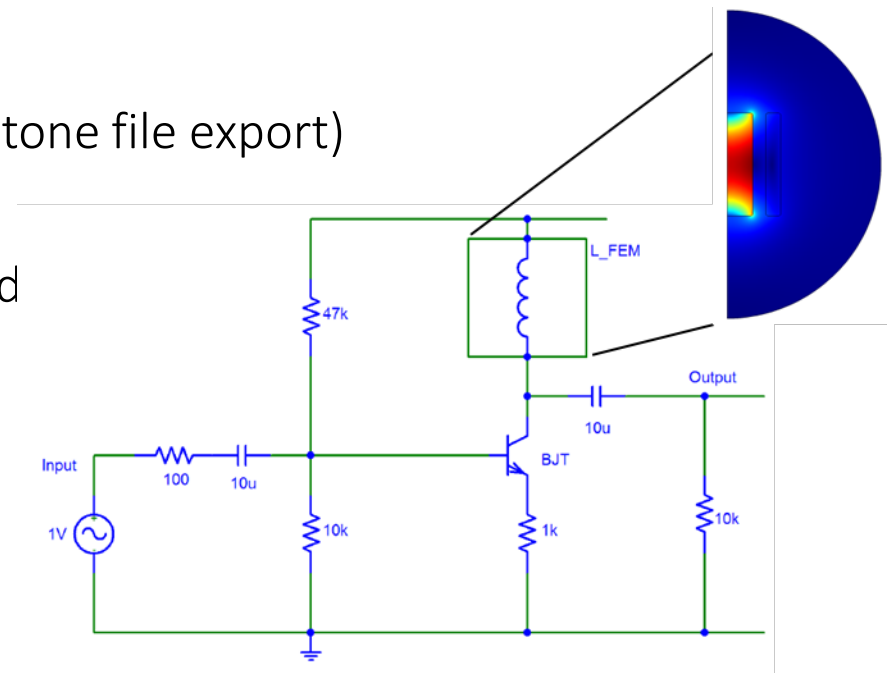 tone file export)
d
L_FEM
47k
Output
10u
Input
100
10u
BJT
1V
10k
1k
10k